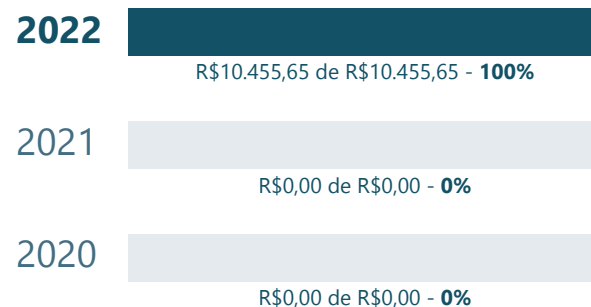 2022
R$10.455,65 de R$10.455,65 - 100%
2021
R$0,00 de R$0,00 - 0%
2020
R$0,00 de R$0,00 - 0%